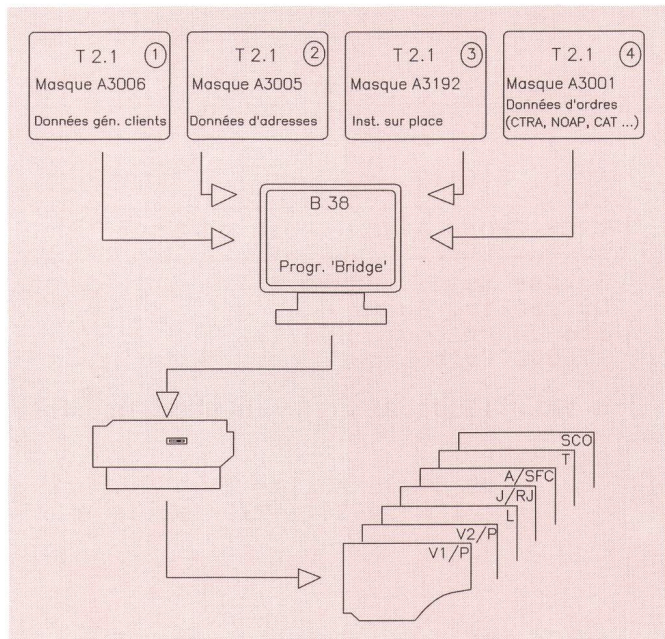 T 2.1 1
Masque A3006
Données gén. clients
T 2.1 2
Masque A3005
Données d'adresses
T 2.1 3
Masque A3192
Inst. sur place
T 2.1 4
Masque A3001
Données d'ordres
(CTRA, NOAP, CAT ...)
B 38
Progr. 'Bridge'
SCO
T
A/SFC
J/RJ
L
V2/P
V1/P